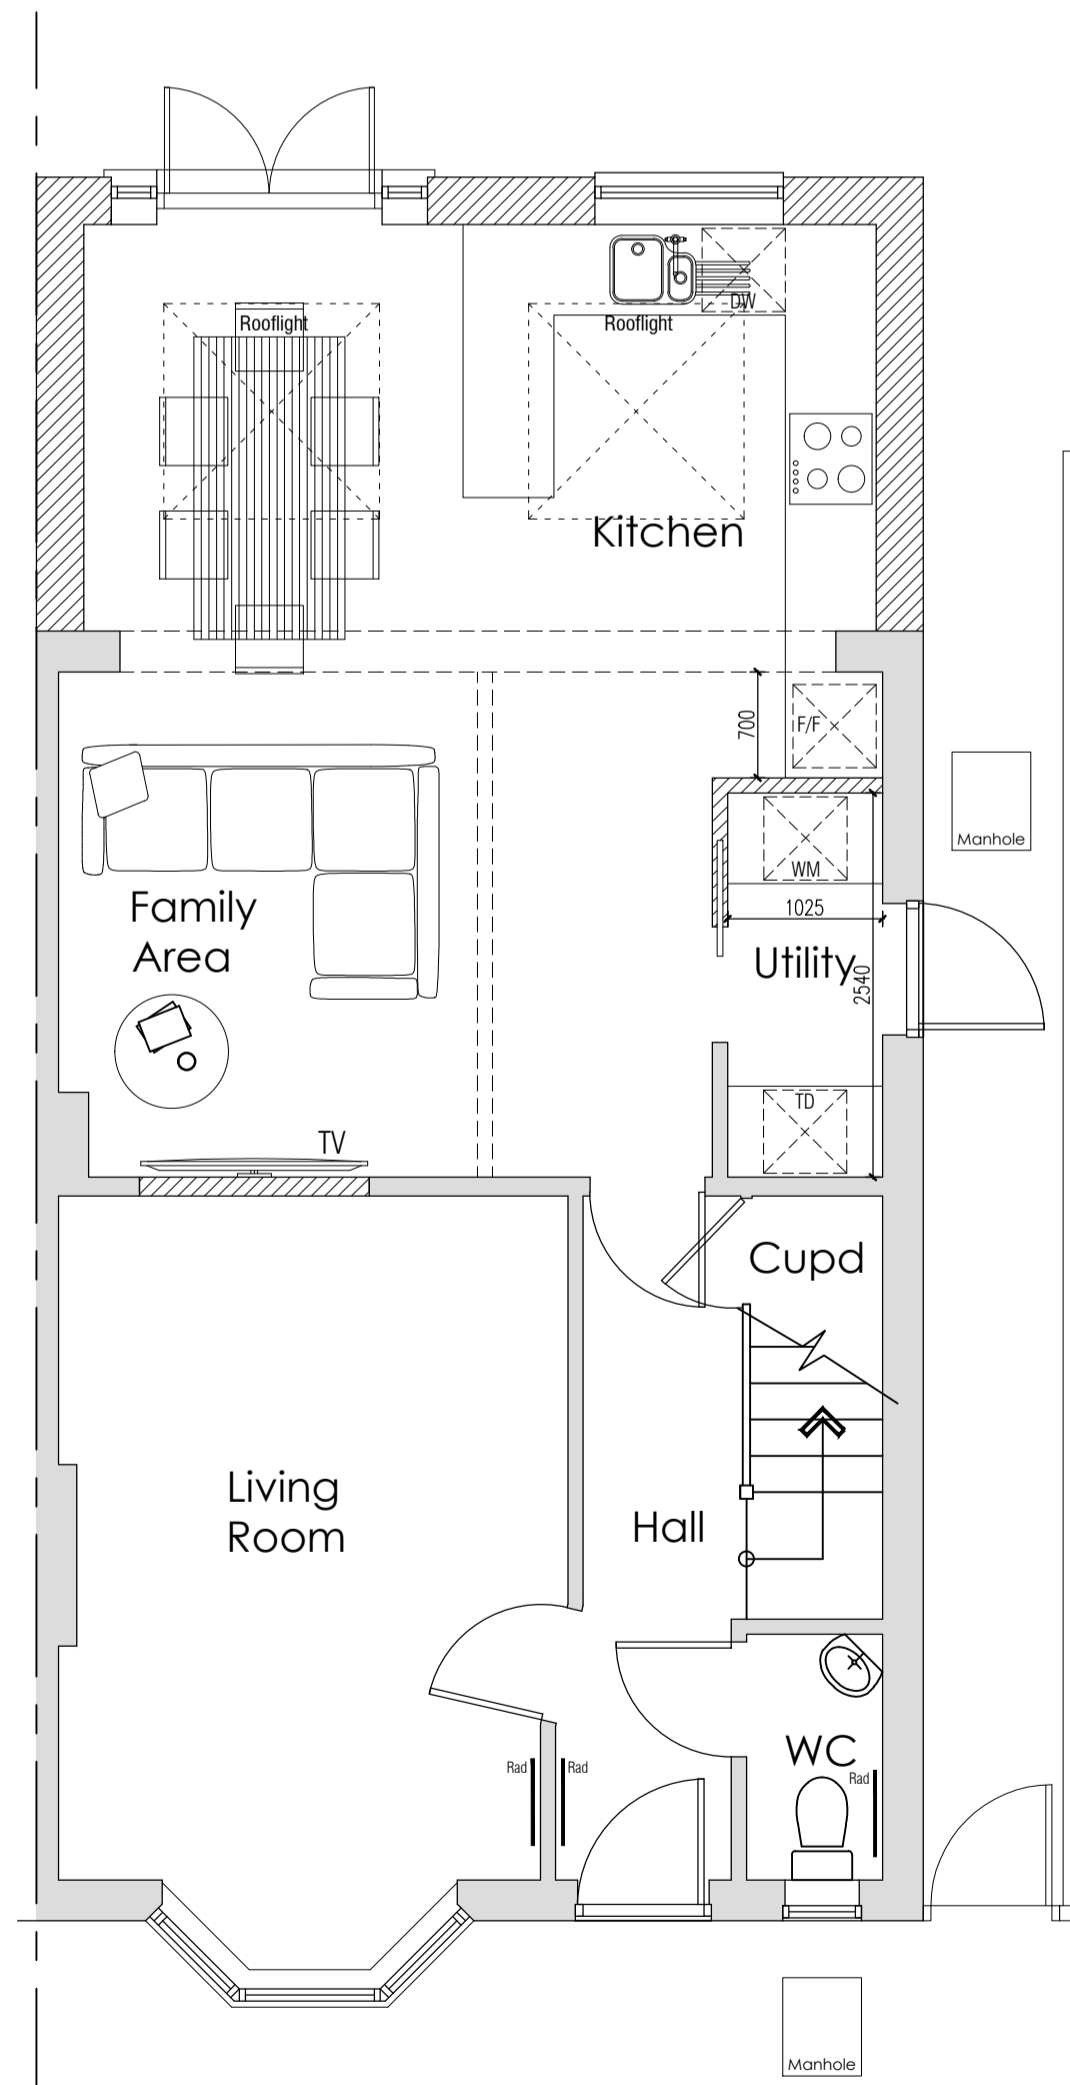 Rooflight
DW
Rooflight
Kitchen
700
F/F
Manhole
WM
1025
Family
Area
Utility
2540
TD
TV
Cupd
Living
Room
Hall
WC
Rad
Rad
Rad
Manhole